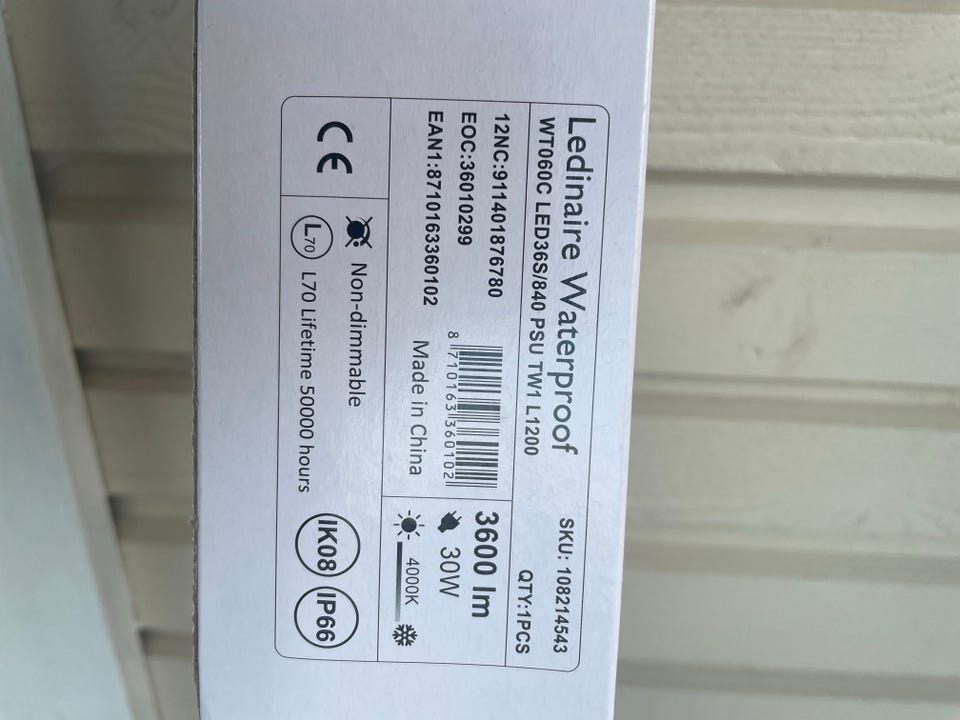 Ledinaire Waterproof
SKU: 108214543
WT060C LED36S/840 PSU TW1 L1200
QTY:1PCS
12NC:911401876780
EOC:36010299
EAN1:8710163360102
8 710163 360102
Made in China
3600 lm
30W
4000K
CE
Non-dimmable
L70 L70 Lifetime 50000 hours
IK08 IP66